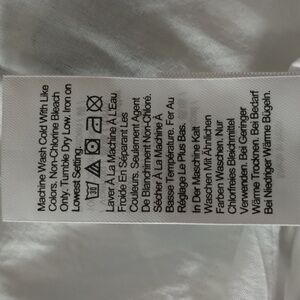 Machine Wash Cold With Like
Colors. Non-Chlorine Bleach
Only. Tumble Dry Low. Iron on
Lowest Setting.
Laver A La Machine À L'Eau
Froide En Séparant Les
Couleurs. Seulement Agent
De Blanchiment Non-Chloré.
Sécher À La Machine À
Basse Température. Fer Au
Réglage Le Plus Bas.
In Der Maschine Kalt
Waschen Mit Ähnlichen
Farben Waschen. Nur
Chlorfreies Bleichmittel
Verwenden. Bei Geringer
Wärme Trocknen. Bei Bedarf
Bei Niedriger Wärme Bügeln.